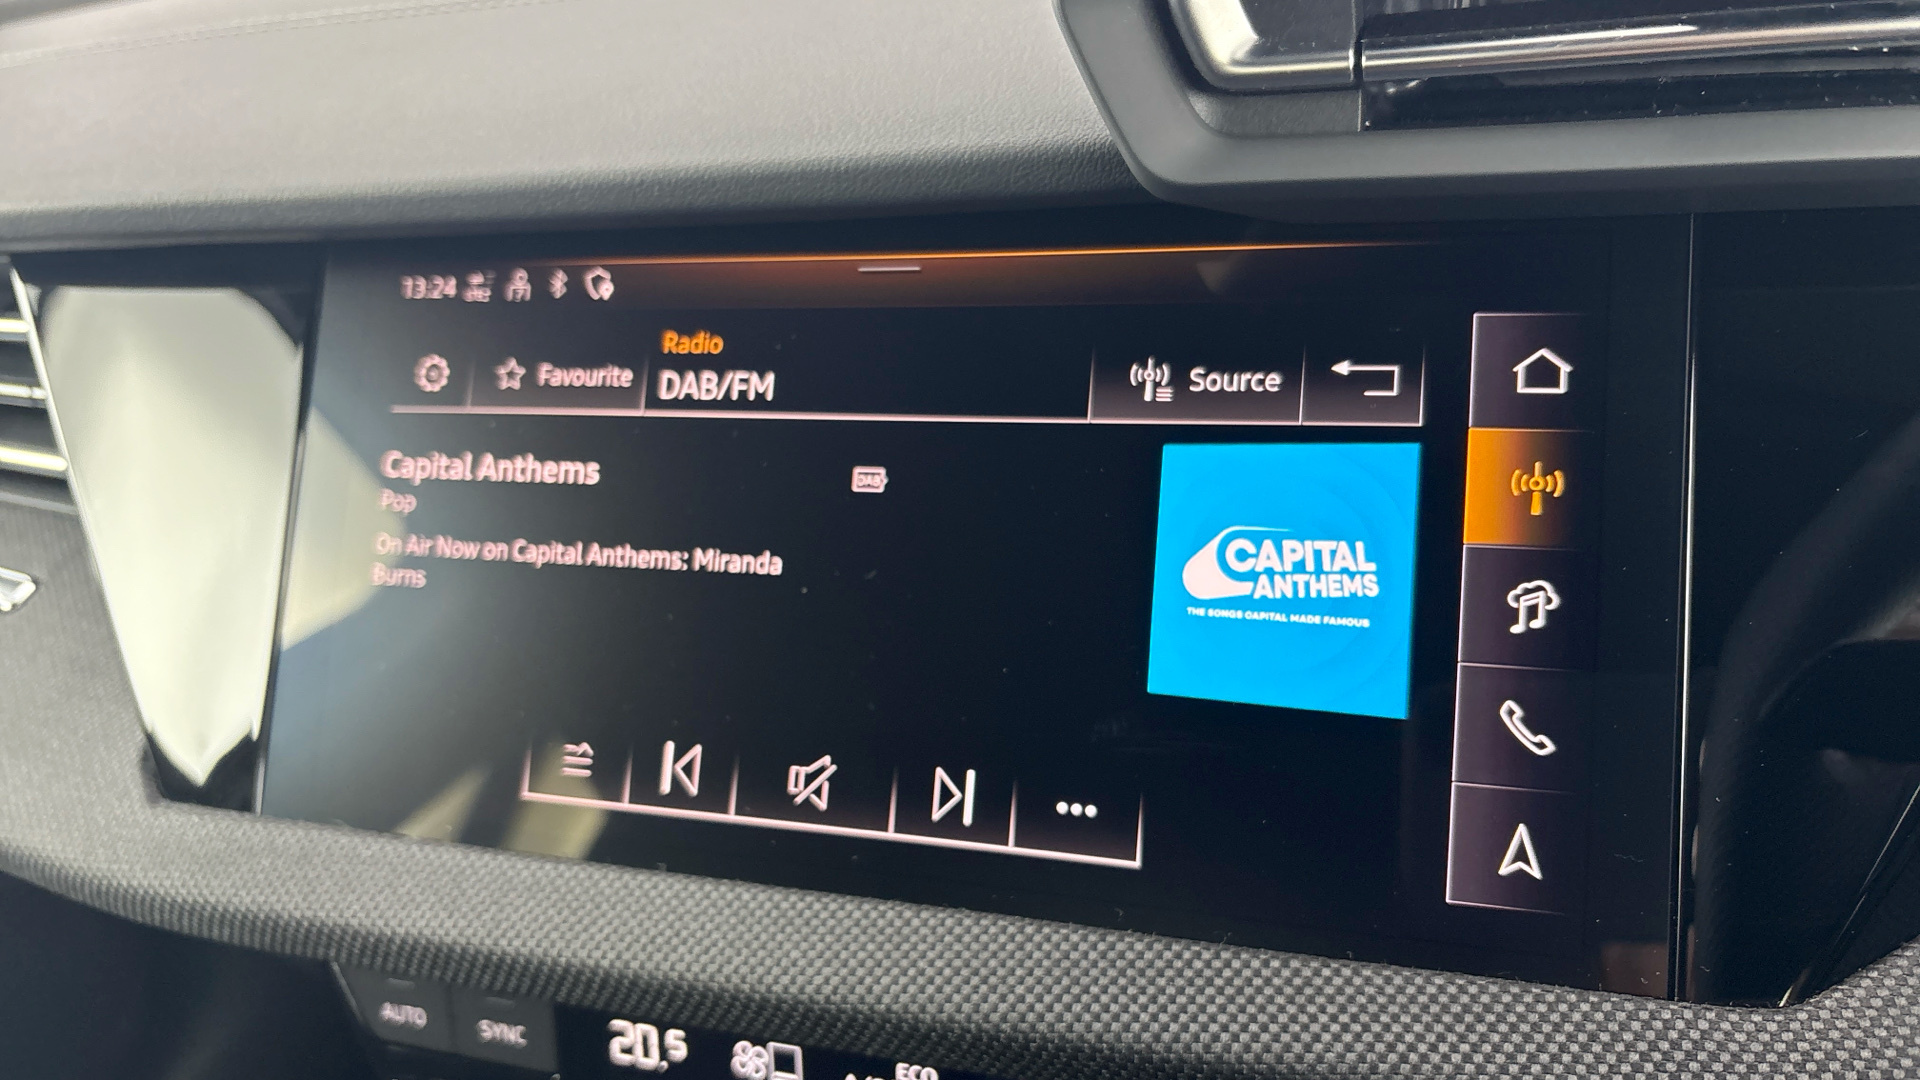 13:24
Radio
Favourite
DAB/FM
Source
Capital Anthems
DAB
Pop
On Air Now on Capital Anthems: Miranda
Burns
CAPITAL
ANTHEMS
THE SONGS CAPITAL MADE FAMOUS
AUTO
SYNC
20,5
ECO